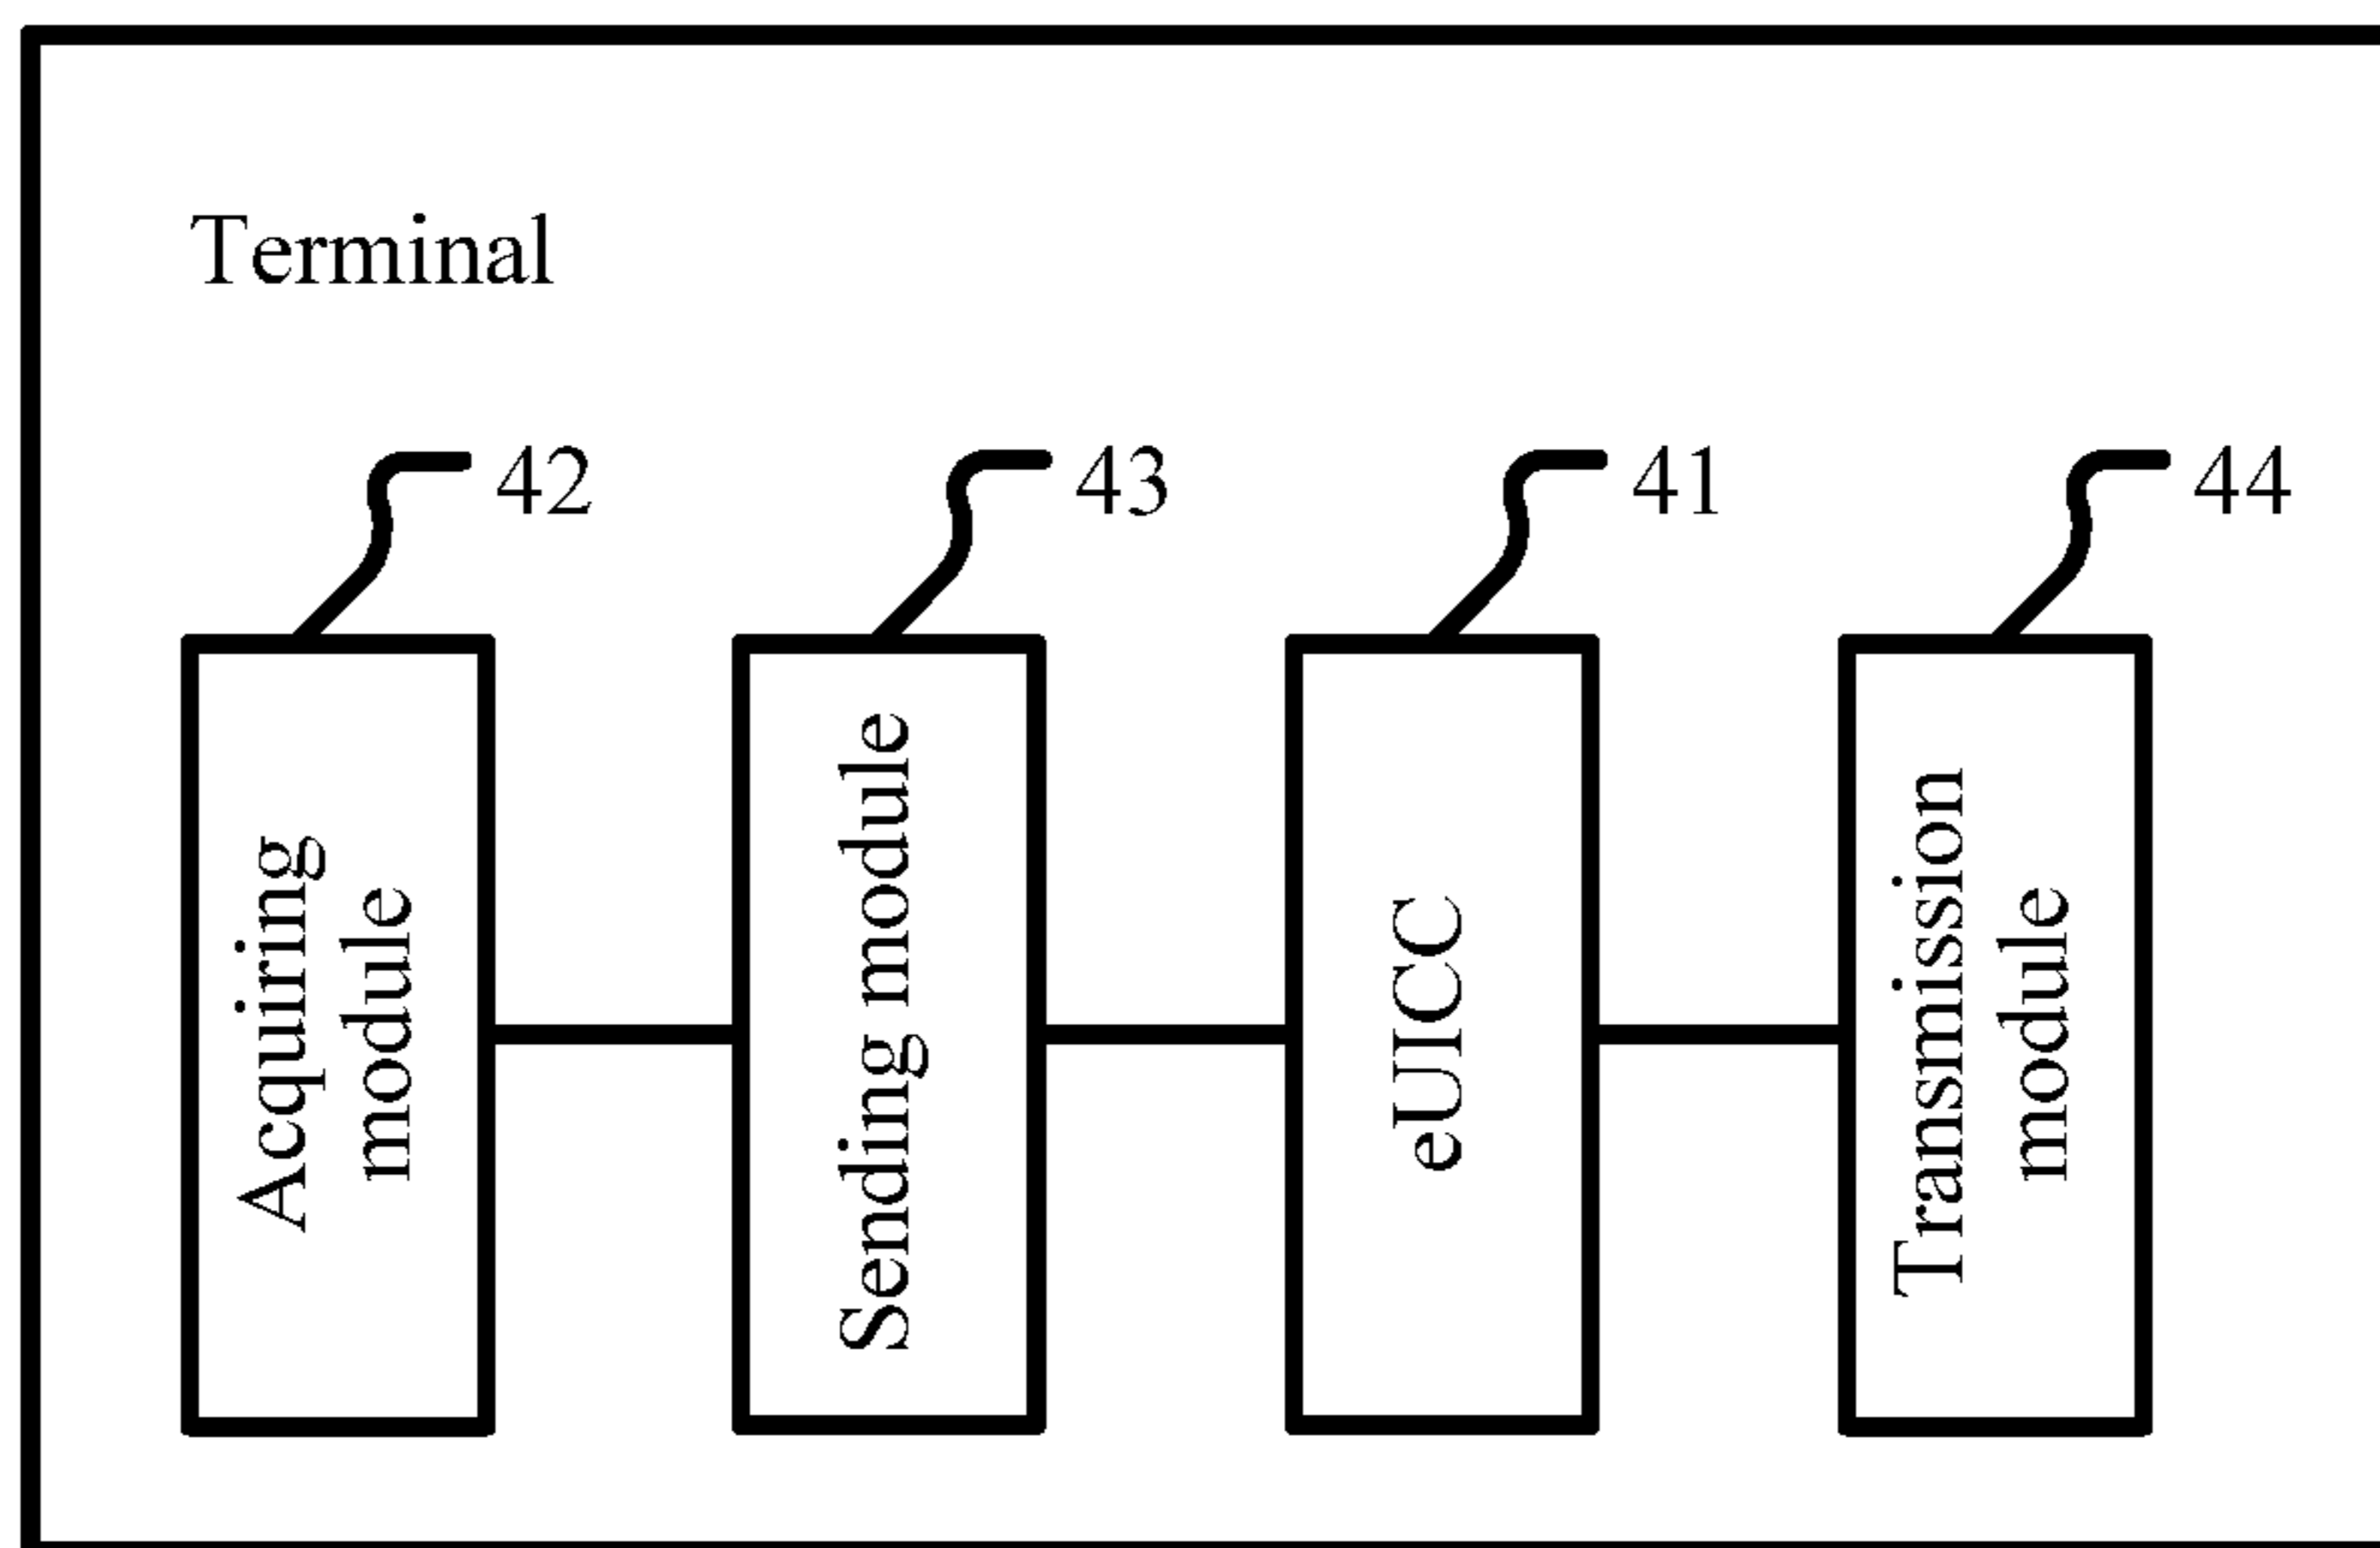 Terminal
42
43
41
44
Acquiring
module
Sending module
eUICC
Transmission
module